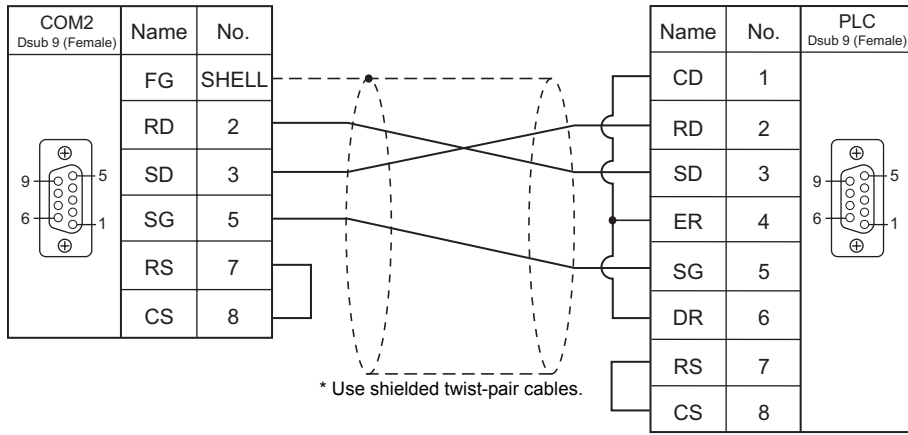 COM2
Dsub 9 (Female)
Name No.
FG SHELL
RD 2
SD 3
SG 5
RS 7
CS 8
9 5
6 1
* Use shielded twist-pair cables.
Name No.
PLC
Dsub 9 (Female)
CD 1
RD 2
SD 3
ER 4
SG 5
DR 6
RS 7
CS 8
9 5
6 1